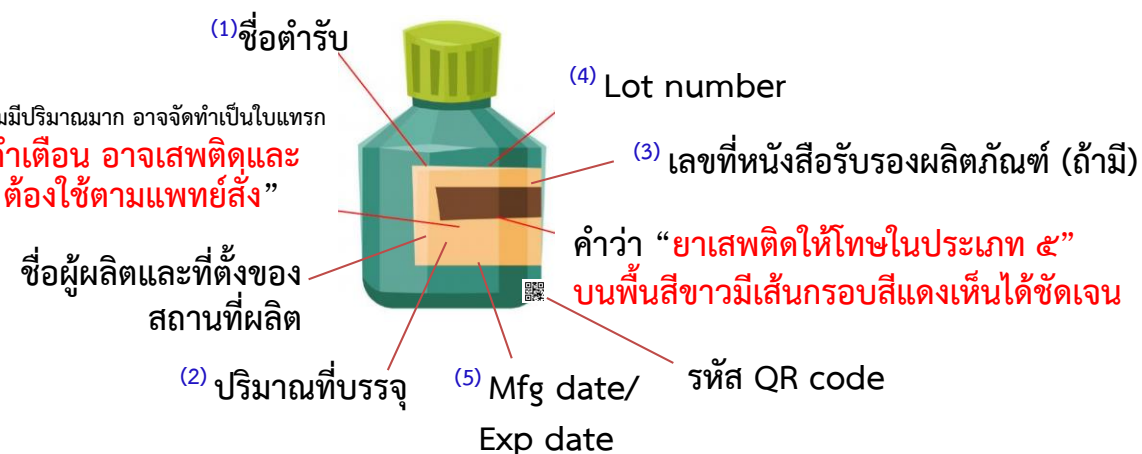 (1)ชื่อตำรับ
(4) Lot number
มีปริมาณมาก อาจจัดทำเป็นใบแทรก
(3) เลขที่หนังสือรับรองผลิตภัณฑ์ (ถ้ามี)
เตือน อาจเสพติดและ
ต้องใช้ตามแพทย์สั่ง”
คำว่า “ยาเสพติดให้โทษในประเภท ๕”
บนพื้นสีขาวมีเส้นกรอบสีแดงเห็นได้ชัดเจน
ชื่อผู้ผลิตและที่ตั้งของ
สถานที่ผลิต
(2) ปริมาณที่บรรจุ
(5) Mfg date/
Exp date
รหัส QR code